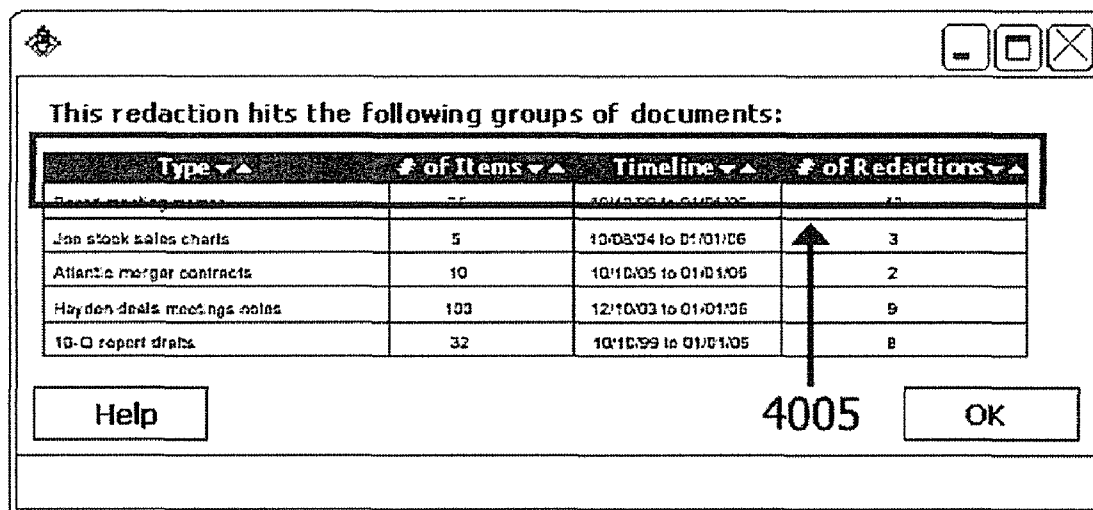 This redaction hits the following groups of documents:
Type # of Items Timeline # of Redactions
Jon stock sales charts 5 10/08/04 to 01/01/06 3
Atlantic merger contracts 10 10/10/05 to 01/01/06 2
Hayden deals meetings notes 103 12/10/03 to 01/01/06 9
10-Q report drafts 32 10/10/99 to 01/01/05 8
Help 4005 OK